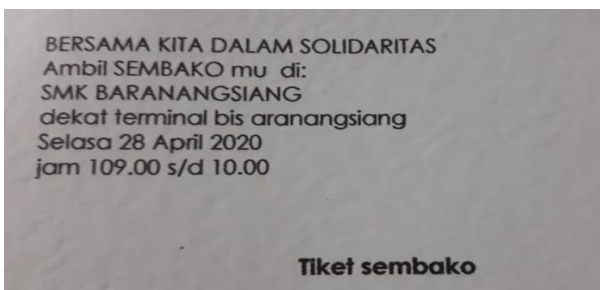 BERSAMA KITA DALAM SOLIDARITAS
Ambil SEMBAKO mu di:
SMK BARANANGSIANG
dekat terminal bis aranangsiang
Selasa 28 April 2020
jam 109.00 s/d 10.00
Tiket sembako